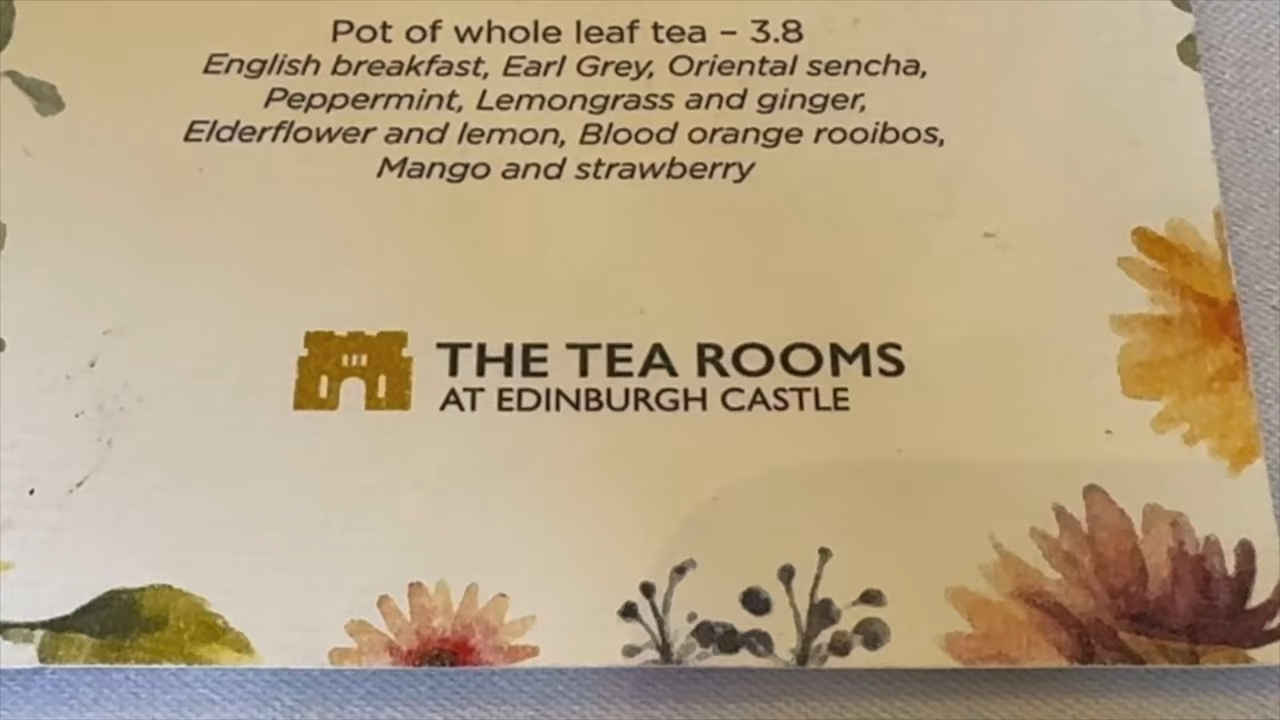 Pot of whole leaf tea – 3.8
English breakfast, Earl Grey, Oriental sencha,
Peppermint, Lemongrass and ginger,
Elderflower and lemon, Blood orange rooibos,
Mango and strawberry
THE TEA ROOMS
AT EDINBURGH CASTLE